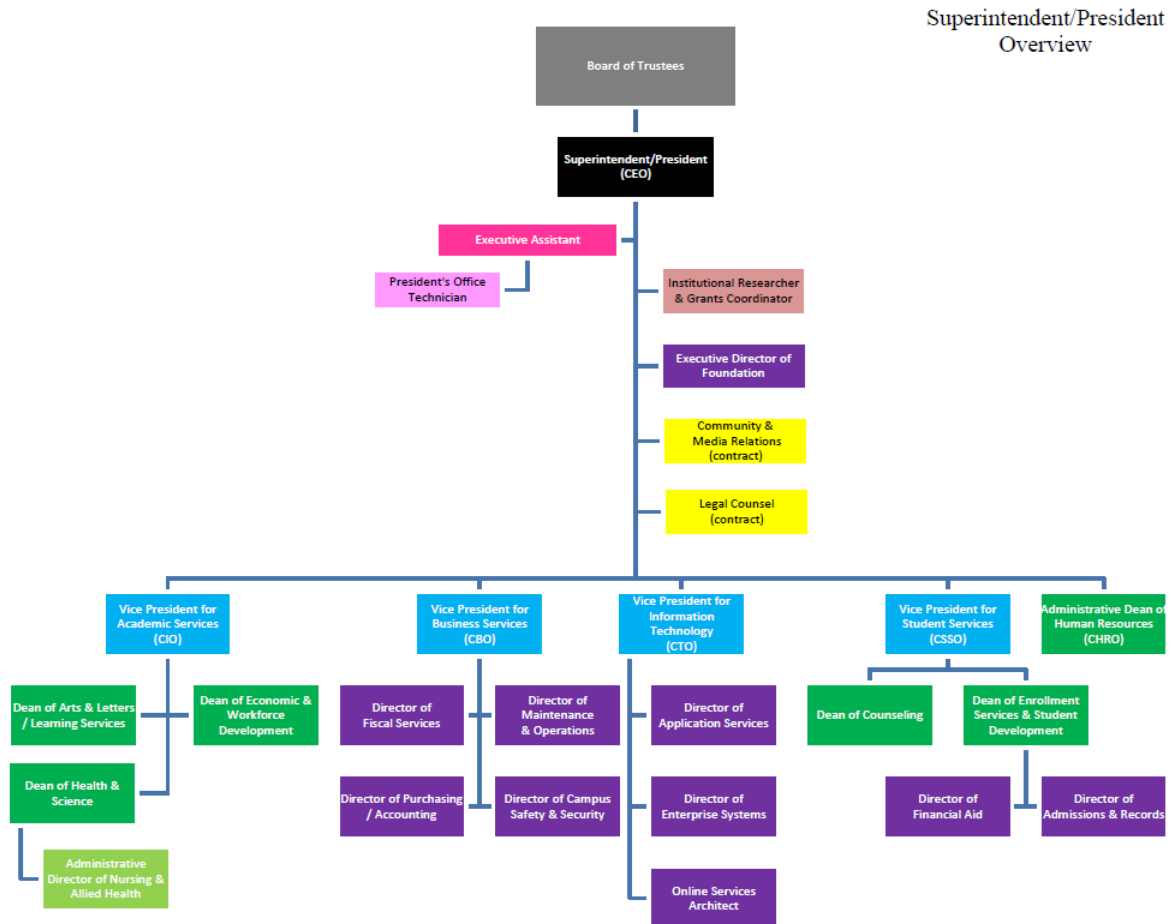 Superintendent/President
Overview
Board of Trustees
Superintendent/President
(CEO)
Executive Assistant
President's Office
Technician
Institutional Researcher
& Grants Coordinator
Executive Director of
Foundation
Community &
Media Relations
(contract)
Legal Counsel
(contract)
Vice President for
Academic Services
(CIO)
Vice President for
Business Services
(CBO)
Vice President for
Information
Technology
(CTO)
Vice President for
Student Services
(CSSO)
Administrative Dean of
Human Resources
(CHRO)
Dean of Arts & Letters
/ Learning Services
Dean of Economic &
Workforce
Development
Director of
Fiscal Services
Director of
Maintenance
& Operations
Director of
Application Services
Dean of Counseling
Dean of Enrollment
Services & Student
Development
Dean of Health &
Science
Director of Purchasing
/ Accounting
Director of Campus
Safety & Security
Director of
Enterprise Systems
Director of
Financial Aid
Director of
Admissions & Records
Administrative
Director of Nursing &
Allied Health
Online Services
Architect